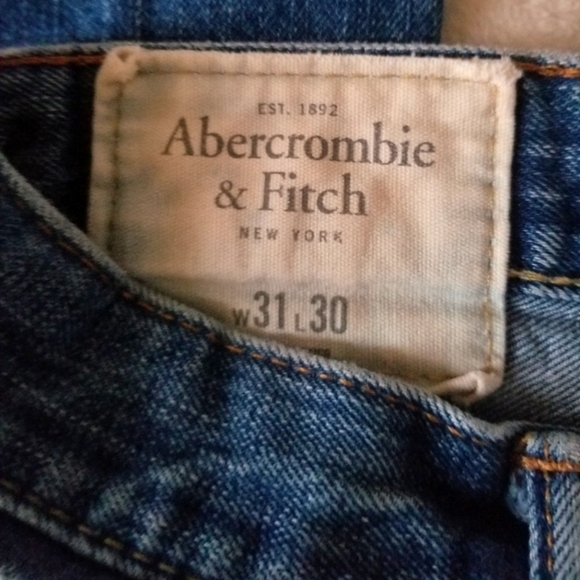 EST. 1892
Abercrombie
& Fitch
NEW YORK
W31 L30